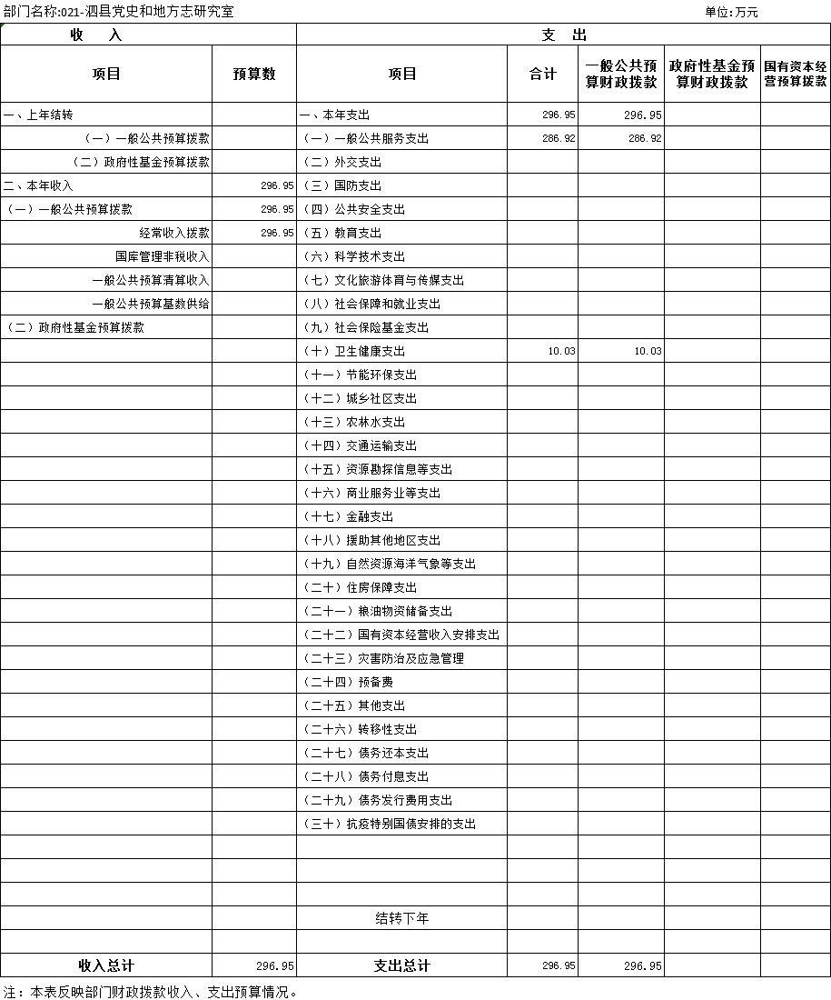 部门名称:021-泗县党史和地方志研究室 单位:万元
收 入 支 出
项目 预算数 项目 合计 一般公共预算财政拨款 政府性基金预算财政拨款 国有资本经营预算拨款
一、上年结转 一、本年支出 296.95 296.95
（一）一般公共预算拨款 （一）一般公共服务支出 286.92 286.92
（二）政府性基金预算拨款 （二）外交支出
二、本年收入 296.95 （三）国防支出
（一）一般公共预算拨款 296.95 （四）公共安全支出
经常收入拨款 296.95 （五）教育支出
国库管理非税收入 （六）科学技术支出
一般公共预算清算收入 （七）文化旅游体育与传媒支出
一般公共预算基数供给 （八）社会保障和就业支出
（二）政府性基金预算拨款 （九）社会保险基金支出
（十）卫生健康支出 10.03 10.03
（十一）节能环保支出
（十二）城乡社区支出
（十三）农林水支出
（十四）交通运输支出
（十五）资源勘探信息等支出
（十六）商业服务业等支出
（十七）金融支出
（十八）援助其他地区支出
（十九）自然资源海洋气象等支出
（二十）住房保障支出
（二十一）粮油物资储备支出
（二十二）国有资本经营收入安排支出
（二十三）灾害防治及应急管理
（二十四）预备费
（二十五）其他支出
（二十六）转移性支出
（二十七）债务还本支出
（二十八）债务付息支出
（二十九）债务发行费用支出
（三十）抗疫特别国债安排的支出
结转下年
收入总计 296.95 支出总计 296.95 296.95
注：本表反映部门财政拨款收入、支出预算情况。